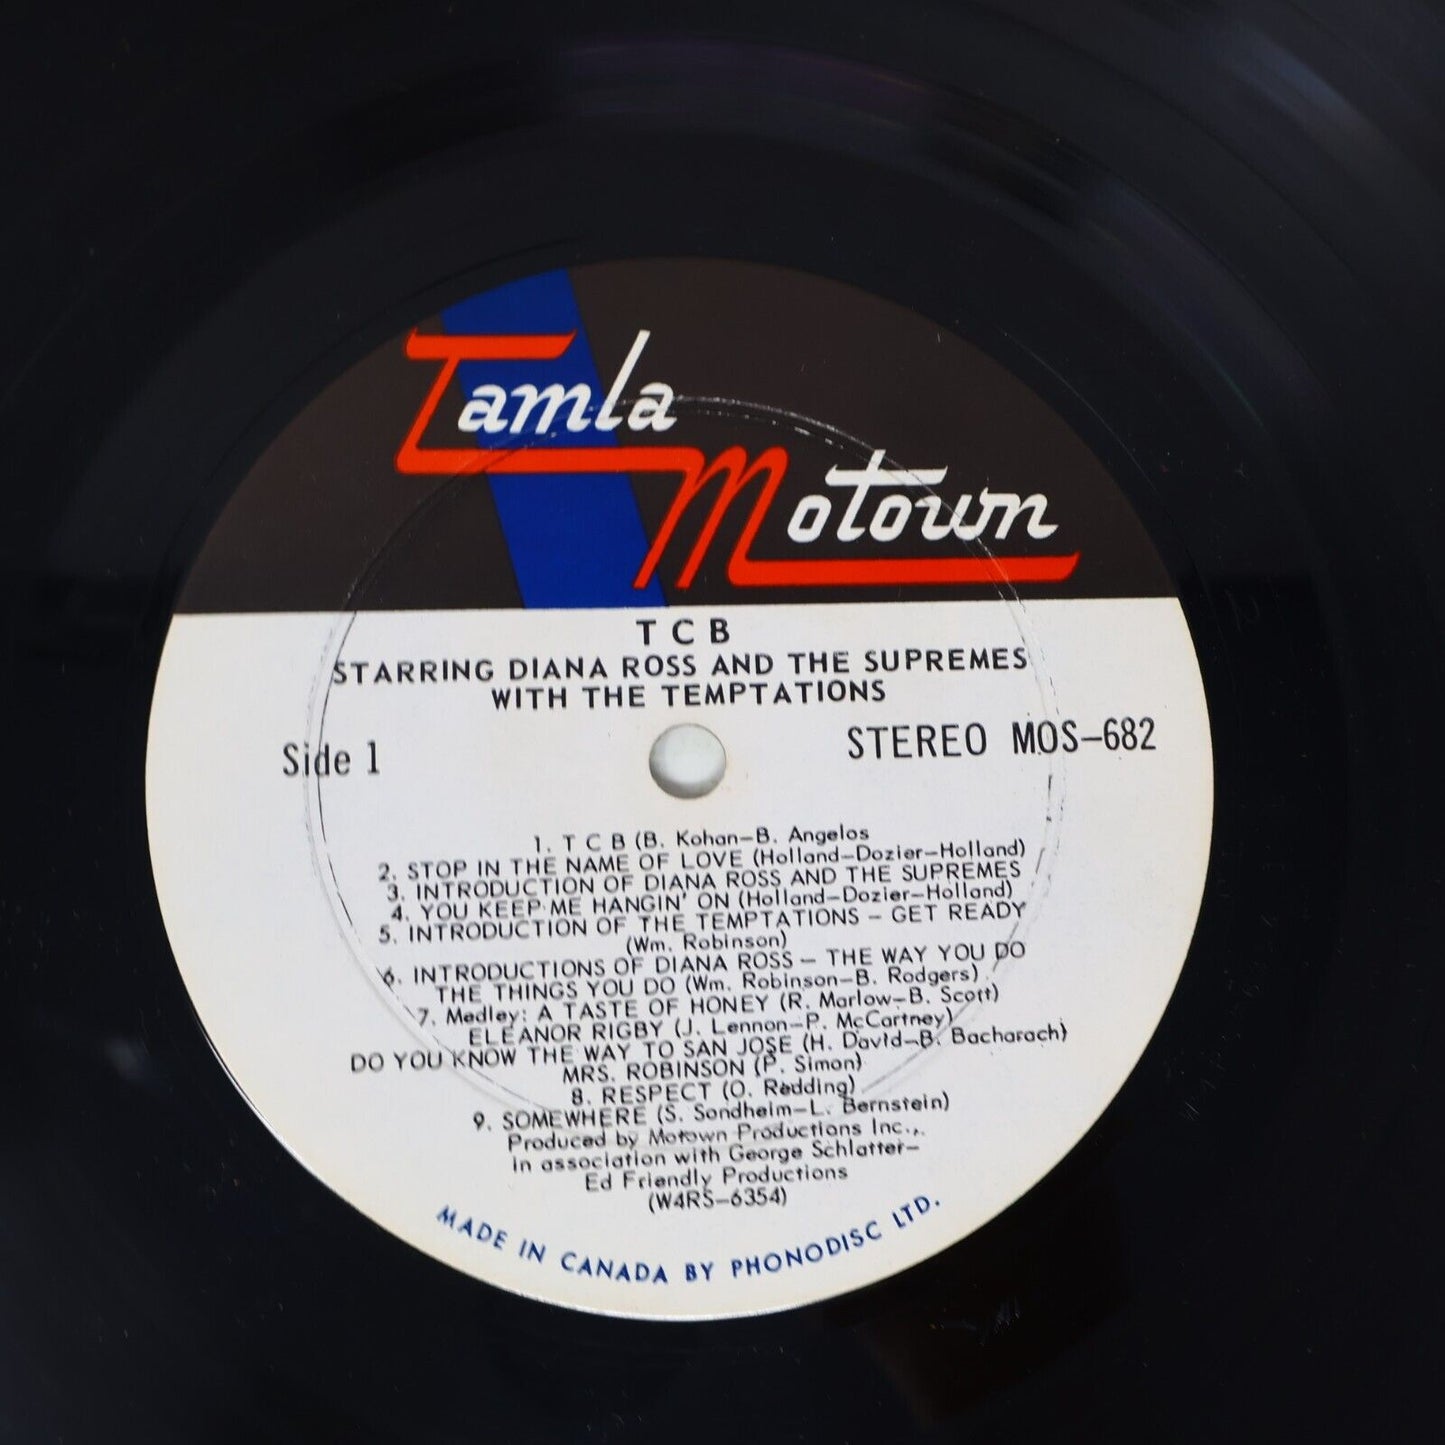 Tamla
Motown
T C B
STARRING DIANA ROSS AND THE SUPREMES
WITH THE TEMPTATIONS
Side 1
STEREO MOS-682
1. T C B (B. Kohan-B. Angelos
2. STOP IN THE NAME OF LOVE (Holland-Dozier-Holland)
3. INTRODUCTION OF DIANA ROSS AND THE SUPREMES
4. YOU KEEP ME HANGIN' ON (Holland-Dozier-Holland)
5. INTRODUCTION OF THE TEMPTATIONS - GET READY
(Wm. Robinson)
6. INTRODUCTIONS OF DIANA ROSS - THE WAY YOU DO
THE THINGS YOU DO (Wm. Robinson-B. Rodgers)
7. Medley: A TASTE OF HONEY (R. Marlow-B. Scott)
ELEANOR RIGBY (J. Lennon-P. McCartney)
DO YOU KNOW THE WAY TO SAN JOSE (H. David-B. Bacharach)
MRS. ROBINSON (P. Simon)
8. RESPECT (O. Redding)
9. SOMEWHERE (S. Sondheim-L. Bernstein)
Produced by Motown Productions Inc.,
in association with George Schlatter-
Ed Friendly Productions
(W4RS-6354)
MADE IN CANADA BY PHONODISC LTD.